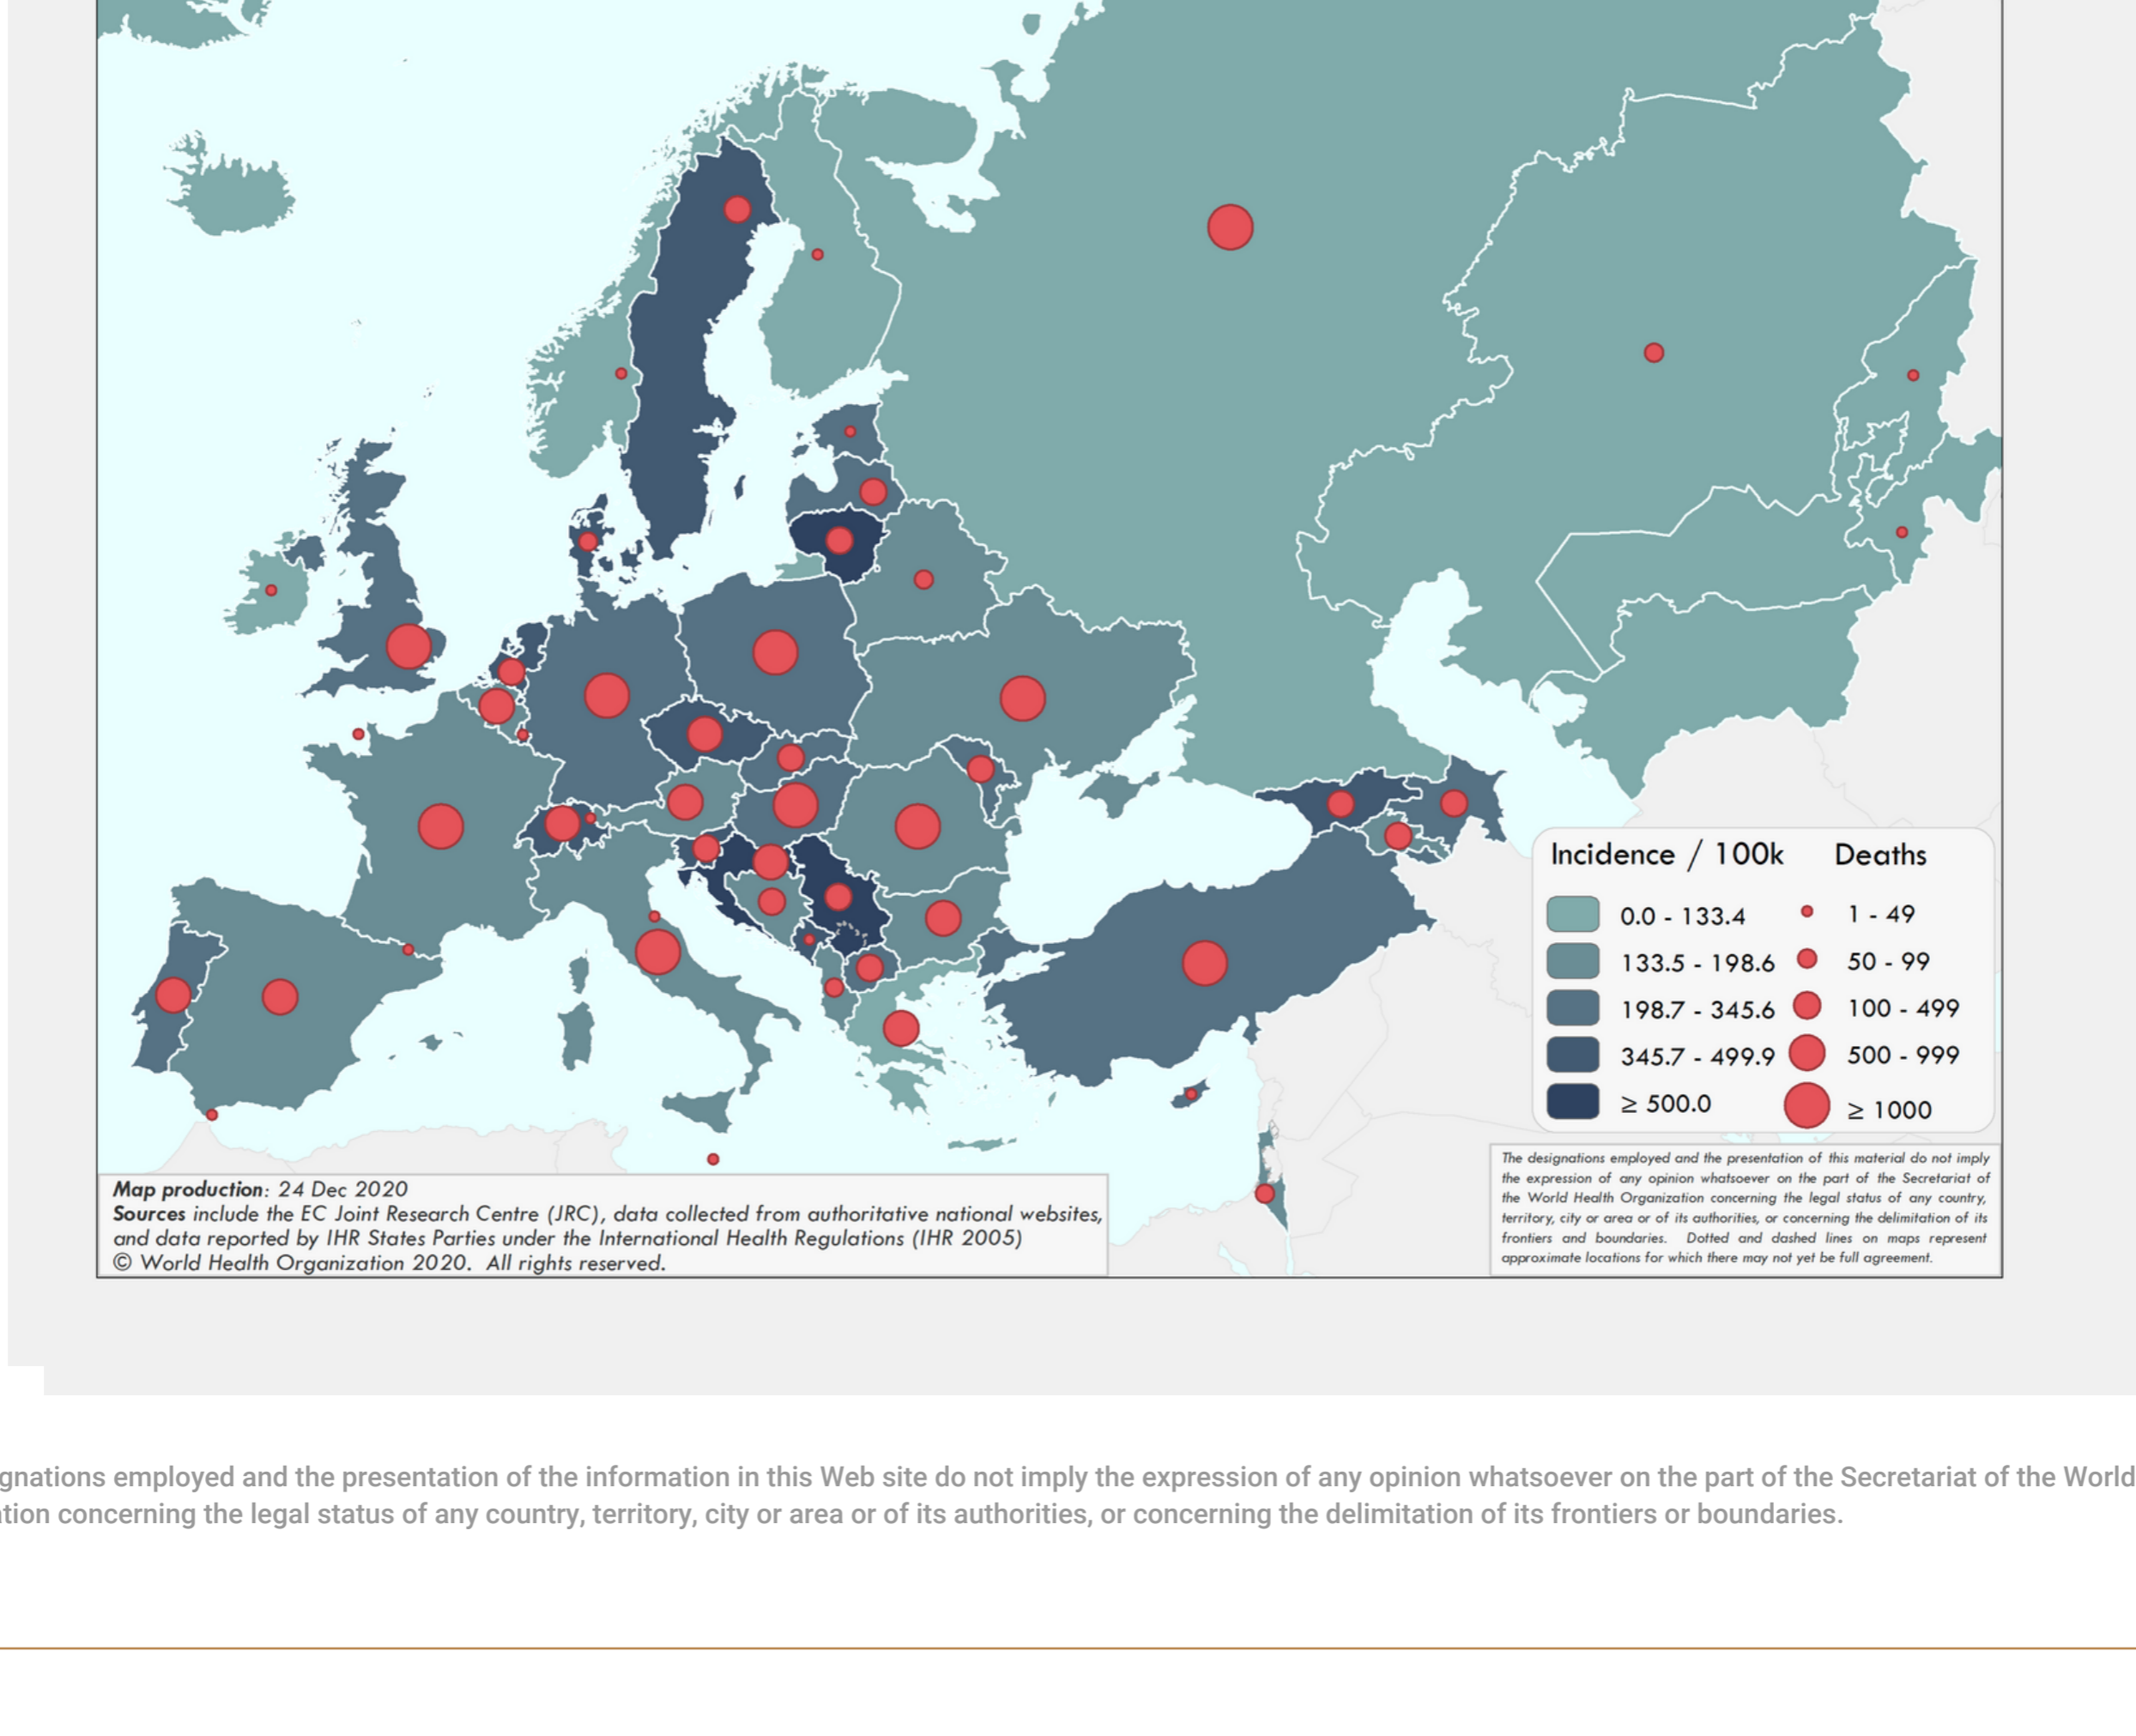 Incidence / 100k Deaths
0.0 - 133.4 1 - 49
133.5 - 198.6 50 - 99
198.7 - 345.6 100 - 499
345.7 - 499.9 500 - 999
≥ 500.0 ≥ 1000
Map production: 24 Dec 2020
Sources include the EC Joint Research Centre (JRC), data collected from authoritative national websites,
and data reported by IHR States Parties under the International Health Regulations (IHR 2005)
© World Health Organization 2020. All rights reserved.
The designations employed and the presentation of this material do not imply
the expression of any opinion whatsoever on the part of the Secretariat of
the World Health Organization concerning the legal status of any country,
territory, city or area or of its authorities, or concerning the delimitation of its
frontiers and boundaries. Dotted and dashed lines on maps represent
approximate locations for which there may not yet be full agreement.
gnations employed and the presentation of the information in this Web site do not imply the expression of any opinion whatsoever on the part of the Secretariat of the World
ation concerning the legal status of any country, territory, city or area or of its authorities, or concerning the delimitation of its frontiers or boundaries.